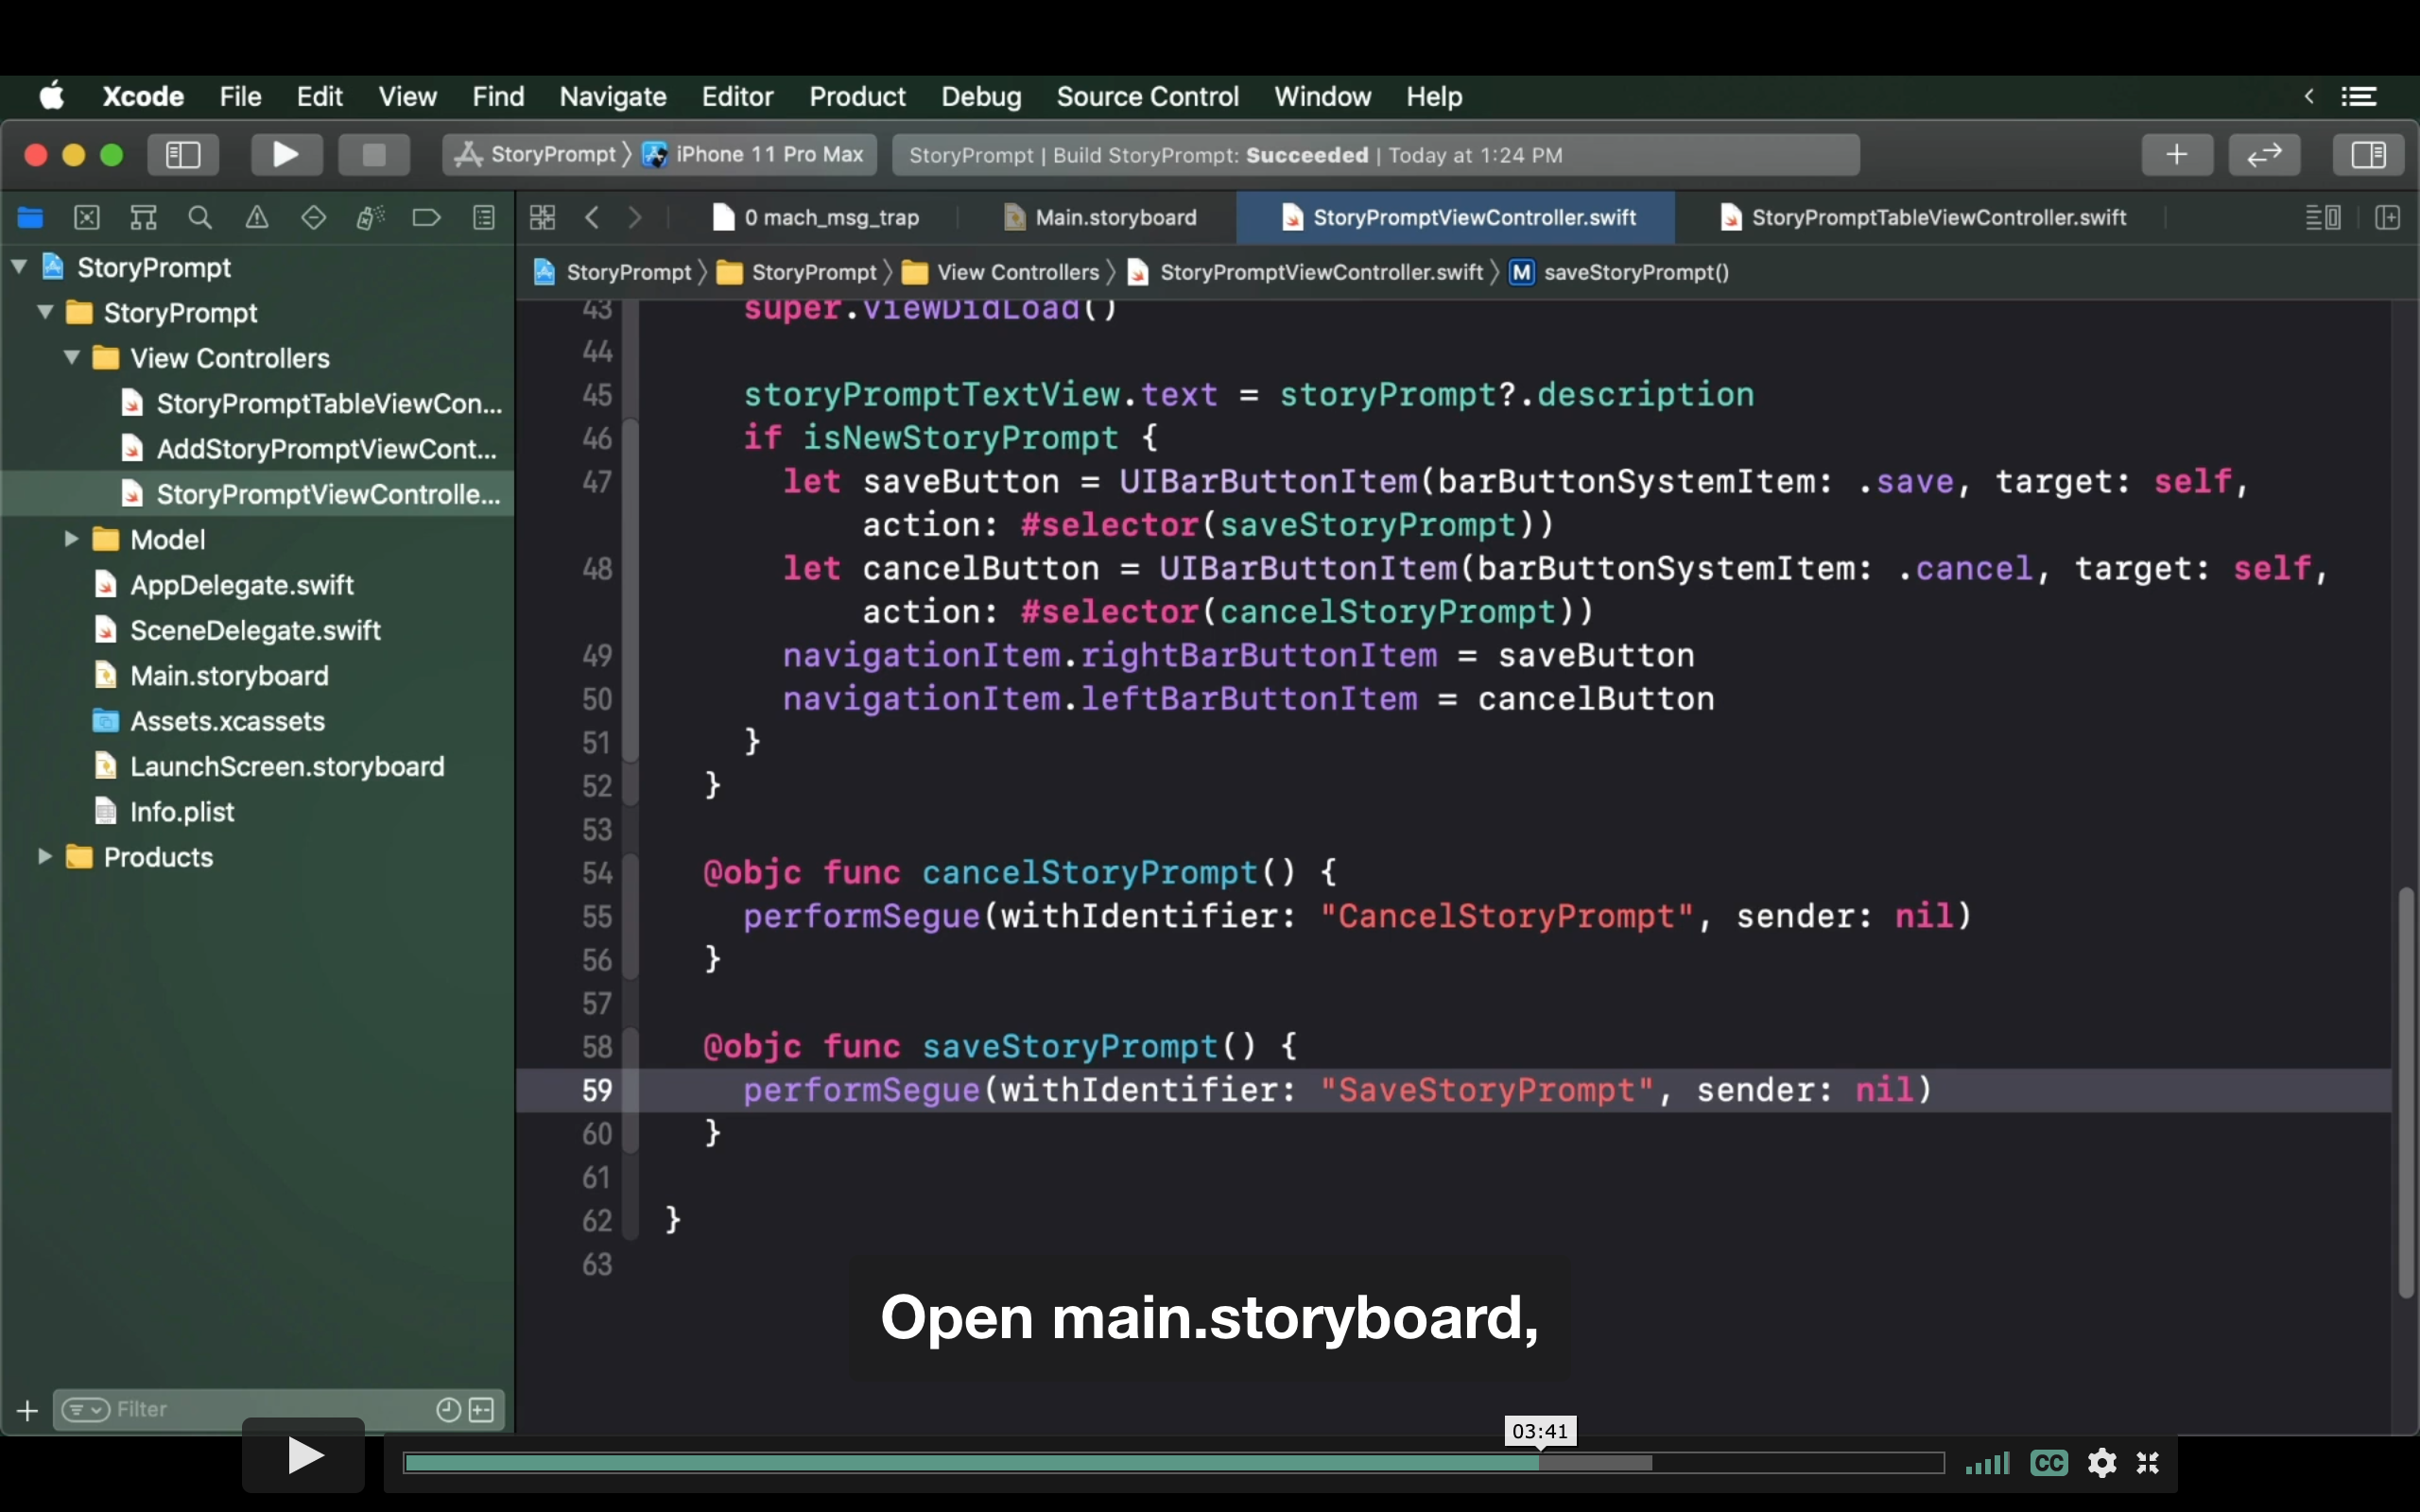 Xcode File Edit View Find Navigate Editor Product Debug Source Control Window Help
StoryPrompt iPhone 11 Pro Max StoryPrompt | Build StoryPrompt: Succeeded | Today at 1:24 PM
0 mach_msg_trap Main.storyboard StoryPromptViewController.swift StoryPromptTableViewController.swift
StoryPrompt StoryPrompt View Controllers StoryPromptViewController.swift M saveStoryPrompt()
StoryPrompt
StoryPrompt
View Controllers
StoryPromptTableViewCon...
AddStoryPromptViewCont...
StoryPromptViewControlle...
Model
AppDelegate.swift
SceneDelegate.swift
Main.storyboard
Assets.xcassets
LaunchScreen.storyboard
Info.plist
Products
Filter
43 super.viewDidLoad()
44
45 storyPromptTextView.text = storyPrompt?.description
46 if isNewStoryPrompt {
47 let saveButton = UIBarButtonItem(barButtonSystemItem: .save, target: self,
action: #selector(saveStoryPrompt))
48 let cancelButton = UIBarButtonItem(barButtonSystemItem: .cancel, target: self,
action: #selector(cancelStoryPrompt))
49 navigationItem.rightBarButtonItem = saveButton
50 navigationItem.leftBarButtonItem = cancelButton
51 }
52 }
53
54 @objc func cancelStoryPrompt() {
55 performSegue(withIdentifier: "CancelStoryPrompt", sender: nil)
56 }
57
58 @objc func saveStoryPrompt() {
59 performSegue(withIdentifier: "SaveStoryPrompt", sender: nil)
60 }
61
62 }
63
Open main.storyboard,
03:41
CC